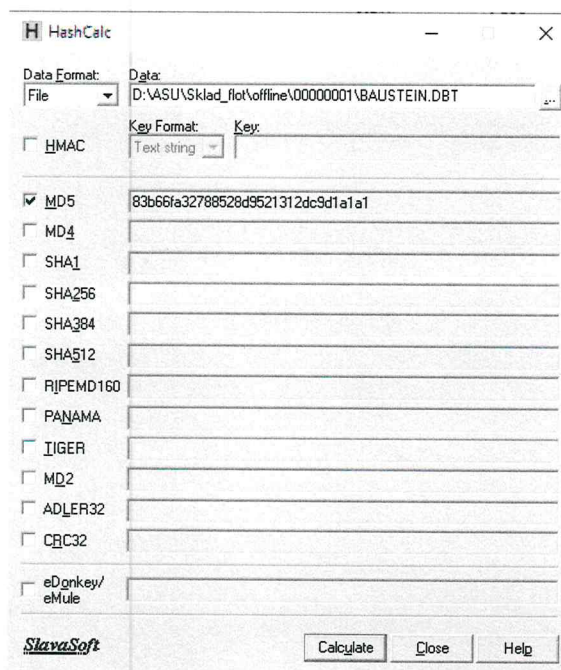 HashCalc
Data Format: Data:
File D:\ASU\Sklad_flot\offline\00000001\BAUSTEIN.DBT ...
Key Format: Key:
HMAC Text string
MD5 83b66fa32788528d9521312dc9d1a1a1
MD4
SHA1
SHA256
SHA384
SHA512
RIPEMD160
PANAMA
TIGER
MD2
ADLER32
CRC32
eDonkey/
eMule
SlavaSoft Calculate Close Help